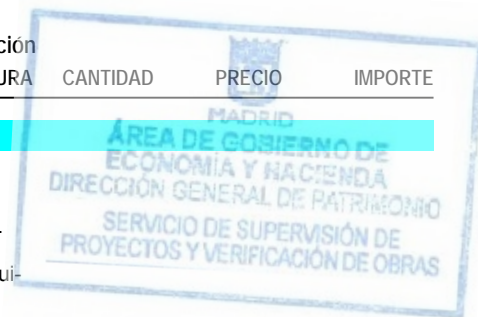 ción
URA CANTIDAD PRECIO IMPORTE
MADRID
ÁREA DE GOBIERNO DE
ECONOMÍA Y HACIENDA
DIRECCIÓN GENERAL DE PATRIMONIO
SERVICIO DE SUPERVISIÓN DE
PROYECTOS Y VERIFICACIÓN DE OBRAS
ui-